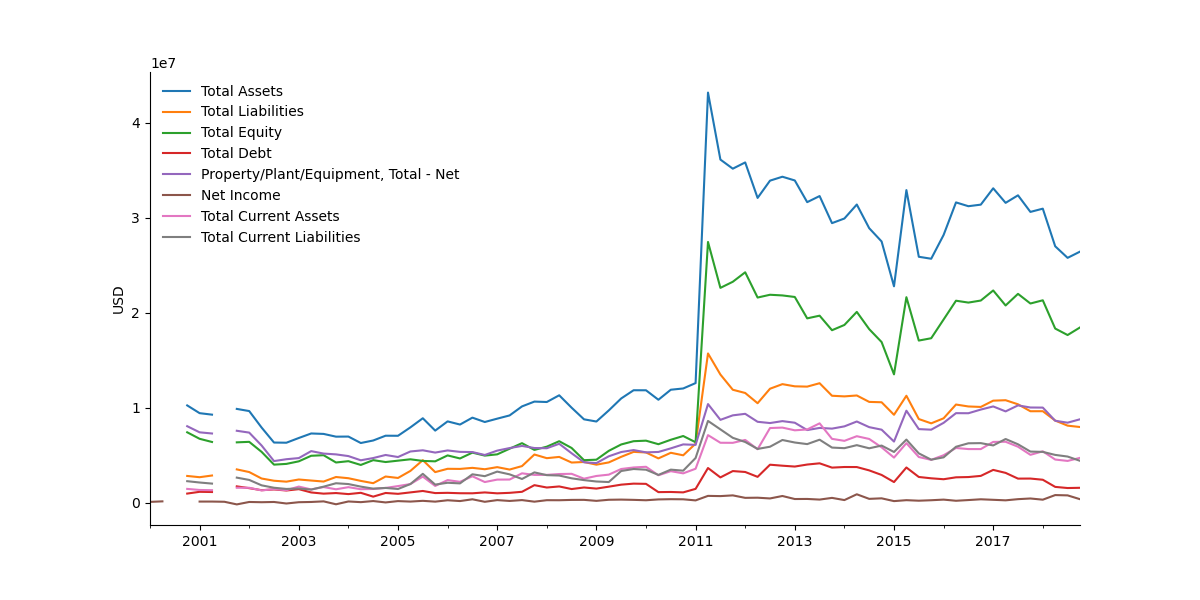 1e7
Total Assets
Total Liabilities
Total Equity
Total Debt
Property/Plant/Equipment, Total - Net
Net Income
Total Current Assets
Total Current Liabilities
USD
4
3
2
1
0
2001 2003 2005 2007 2009 2011 2013 2015 2017